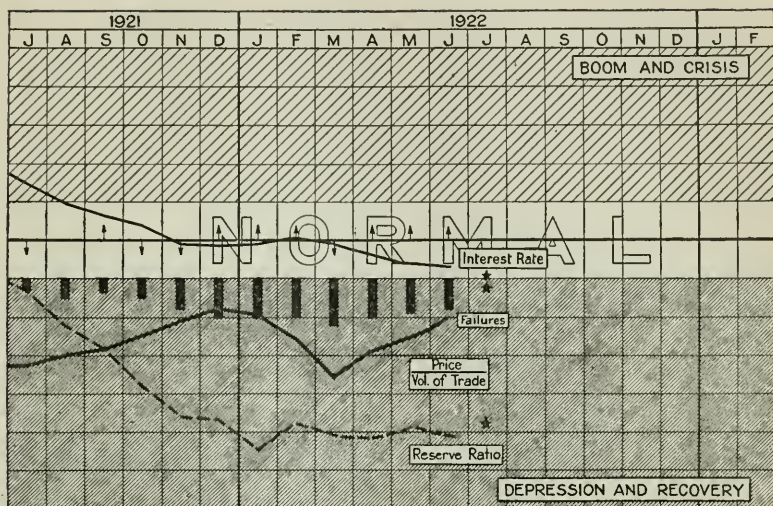 1921 1922
J A S O N D J F M A M J J A S O N D J F
BOOM AND CRISIS
NORMAL
Interest Rate
Failures
Price
Vol. of Trade
Reserve Ratio
DEPRESSION AND RECOVERY